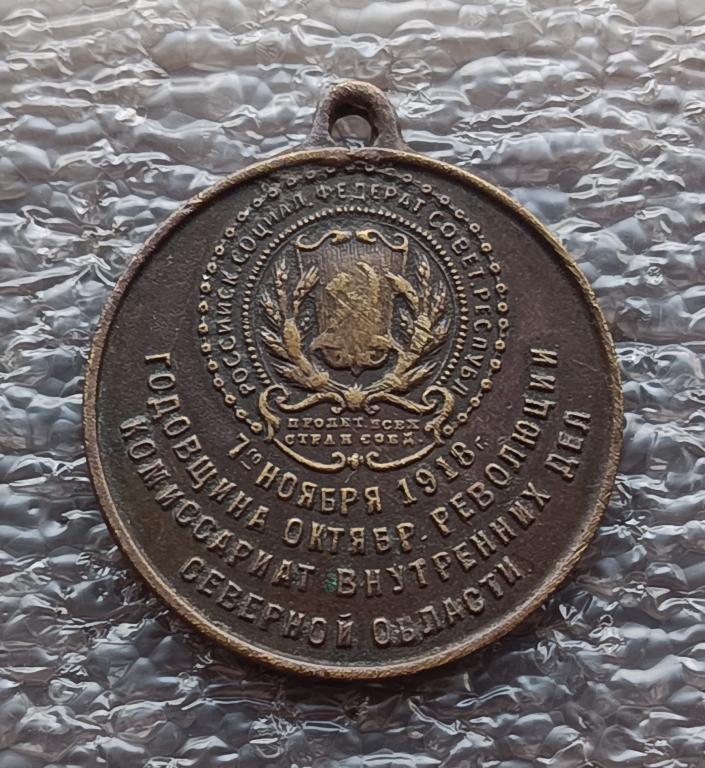 РОССИЙСК. СОЦИАЛ. ФЕДЕРАТ. СОВЕТ. РЕСПУБЛ.
ПРОЛЕТ. ВСЕХ
СТРАН СОЕД.
7го НОЯБРЯ 1918 г.
ГОДОВЩИНА ОКТЯБР. РЕВОЛЮЦИИ
КОМИССАРИАТ ВНУТРЕННИХ ДЕЛ
СЕВЕРНОЙ ОБЛАСТИ.